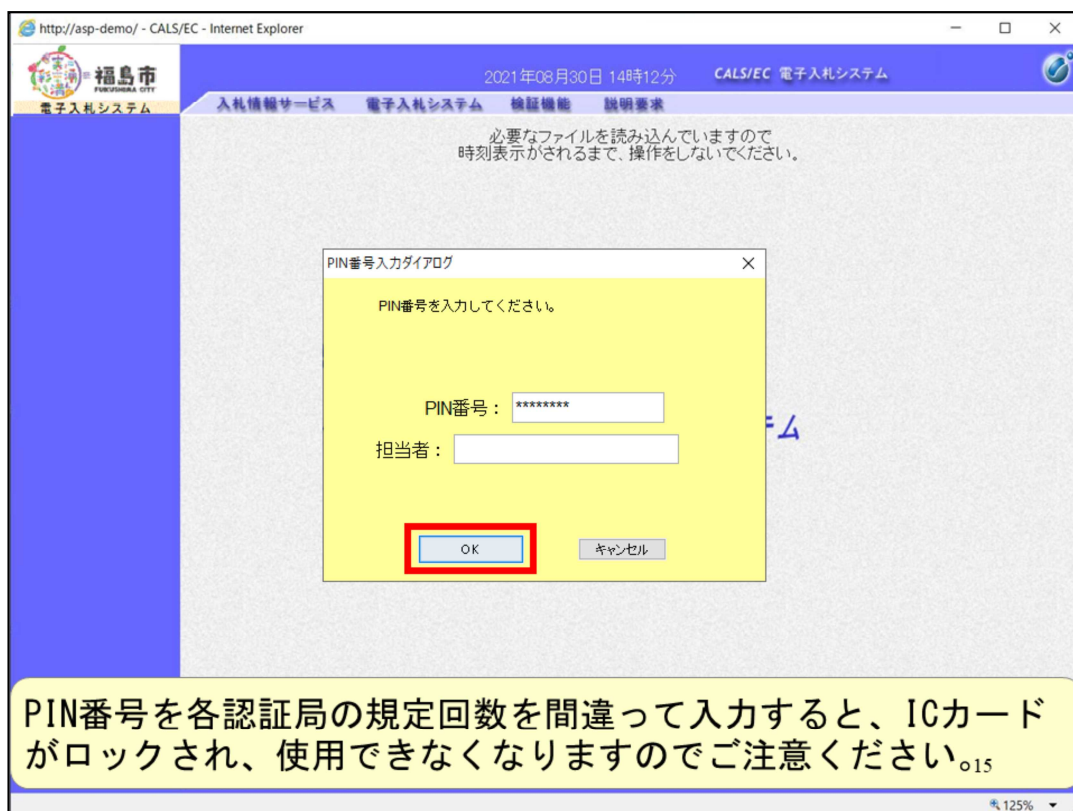 http://asp-demo/ - CALS/EC - Internet Explorer
福島市
FUKUSHIMA CITY
電子入札システム
2021年08月30日 14時12分
CALS/EC 電子入札システム
入札情報サービス 電子入札システム 検証機能 説明要求
必要なファイルを読み込んでいますので
時刻表示がされるまで、操作をしないでください。
PIN番号入力ダイアログ
PIN番号を入力してください。
PIN番号： ********
担当者：
テム
OK キャンセル
PIN番号を各認証局の規定回数を間違って入力すると、ICカード
がロックされ、使用できなくなりますのでご注意ください。15
125%